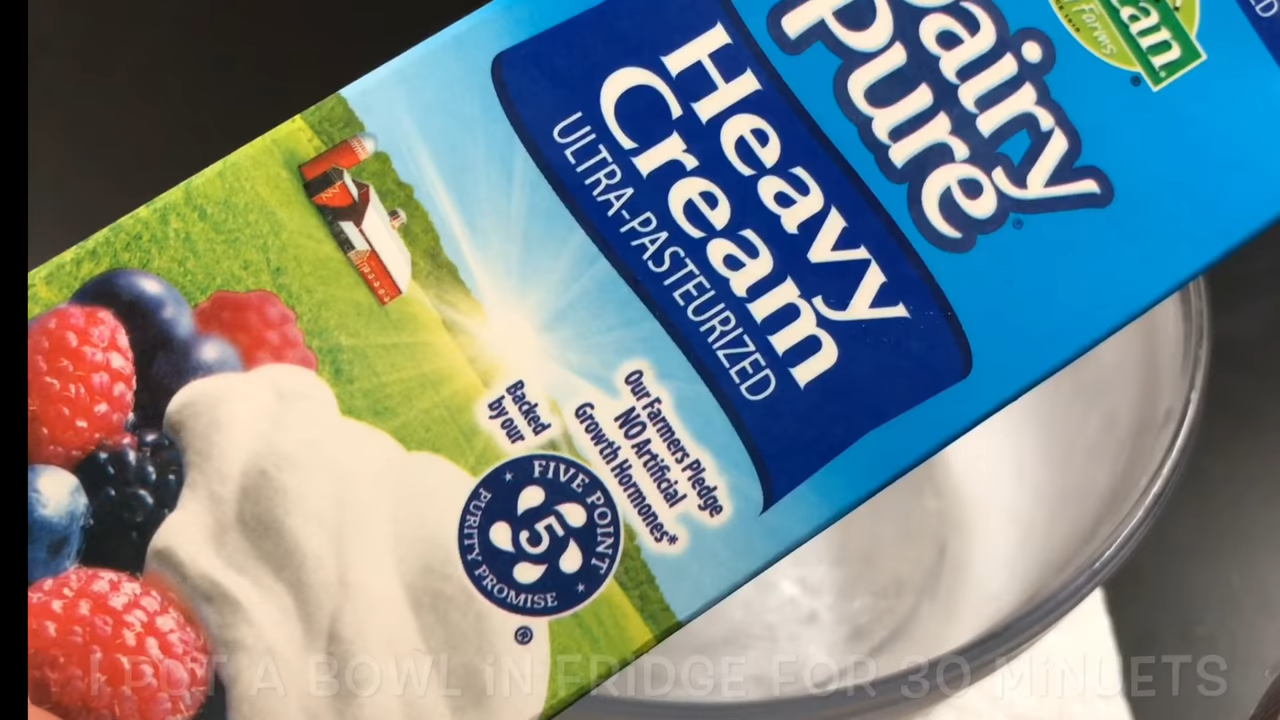 Dairy
Pure
Heavy
Cream
ULTRA-PASTEURIZED
Our Farmers Pledge
NO Artificial
Growth Hormones*
Backed
by our
FIVE POINT
5
PURITY PROMISE
Farms
I PUT A BOWL iN FRIDGE FOR 30 MiNUETS